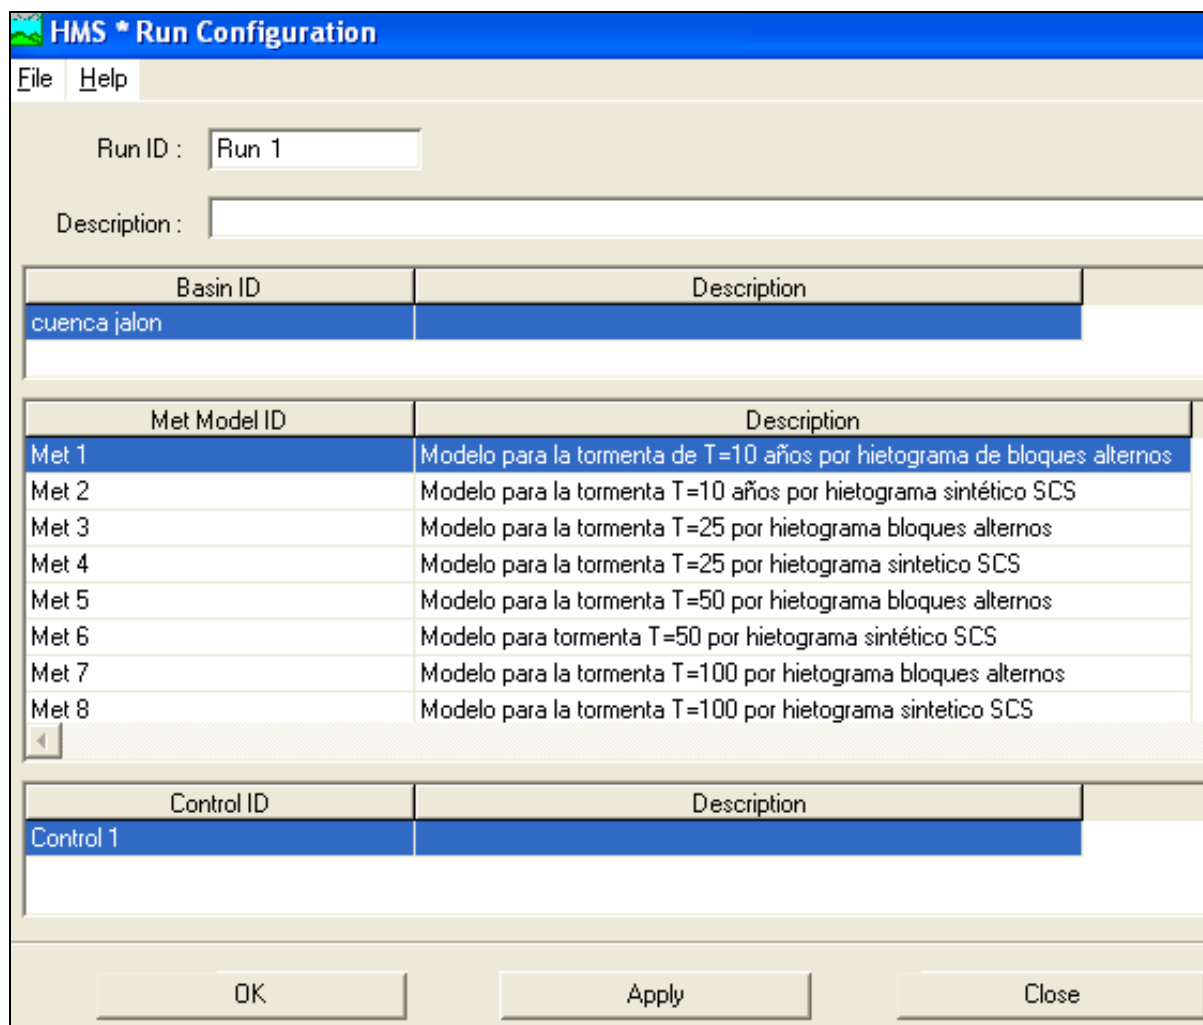 HMS * Run Configuration
File Help
Run ID : Run 1
Description :
Basin ID Description
cuenca jalon
Met Model ID Description
Met 1 Modelo para la tormenta de T=10 años por hietograma de bloques alternos
Met 2 Modelo para la tormenta T=10 años por hietograma sintético SCS
Met 3 Modelo para la tormenta T=25 por hietograma bloques alternos
Met 4 Modelo para la tormenta T=25 por hietograma sintetico SCS
Met 5 Modelo para la tormenta T=50 por hietograma bloques alternos
Met 6 Modelo para tormenta T=50 por hietograma sintético SCS
Met 7 Modelo para la tormenta T=100 por hietograma bloques alternos
Met 8 Modelo para la tormenta T=100 por hietograma sintetico SCS
Control ID Description
Control 1
OK Apply Close